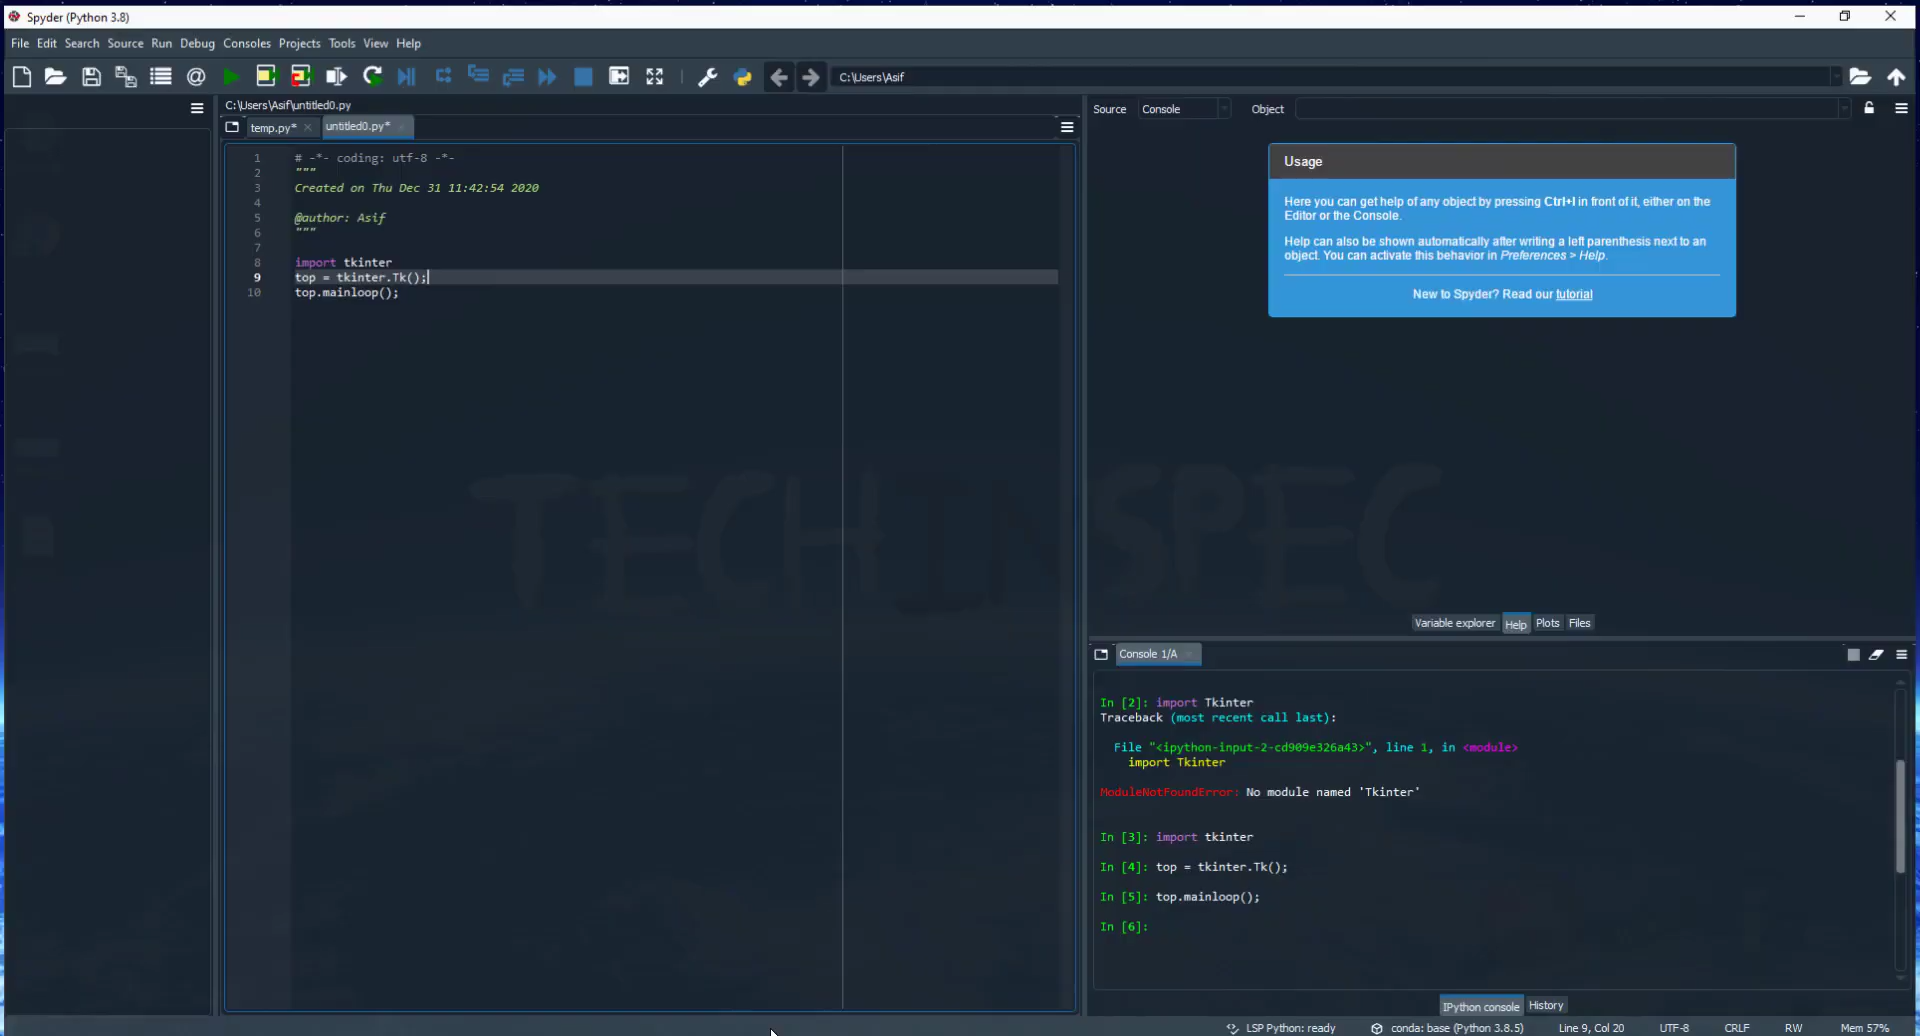 Spyder (Python 3.8)
File Edit Search Source Run Debug Consoles Projects Tools View Help
C:\Users\Asif
C:\Users\Asif\untitled0.py
temp.py*
untitled0.py*
1 # -*- coding: utf-8 -*-
2 """
3 Created on Thu Dec 31 11:42:54 2020
4
5 @author: Asif
6 """
7
8 import tkinter
9 top = tkinter.Tk();
10 top.mainloop();
Source Console Object
Usage
Here you can get help of any object by pressing Ctrl+I in front of it, either on the
Editor or the Console.
Help can also be shown automatically after writing a left parenthesis next to an
object. You can activate this behavior in Preferences > Help.
New to Spyder? Read our tutorial
TECHINSPEC
Variable explorer Help Plots Files
Console 1/A
In [2]: import Tkinter
Traceback (most recent call last):
File "<ipython-input-2-cd909e326a43>", line 1, in <module>
import Tkinter
ModuleNotFoundError: No module named 'Tkinter'
In [3]: import tkinter
In [4]: top = tkinter.Tk();
In [5]: top.mainloop();
In [6]:
IPython console History
LSP Python: ready conda: base (Python 3.8.5) Line 9, Col 20 UTF-8 CRLF RW Mem 57%